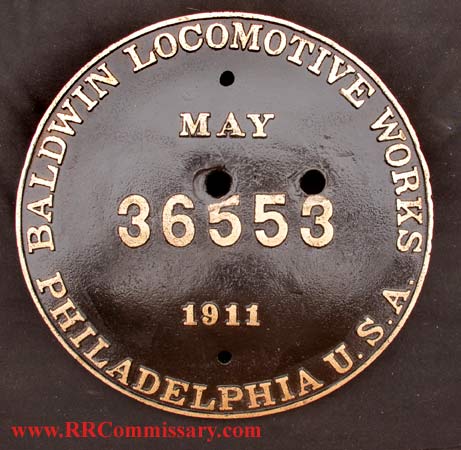 BALDWIN LOCOMOTIVE WORKS
MAY
36553
1911
PHILADELPHIA U.S.A.
www.RRCommissary.com